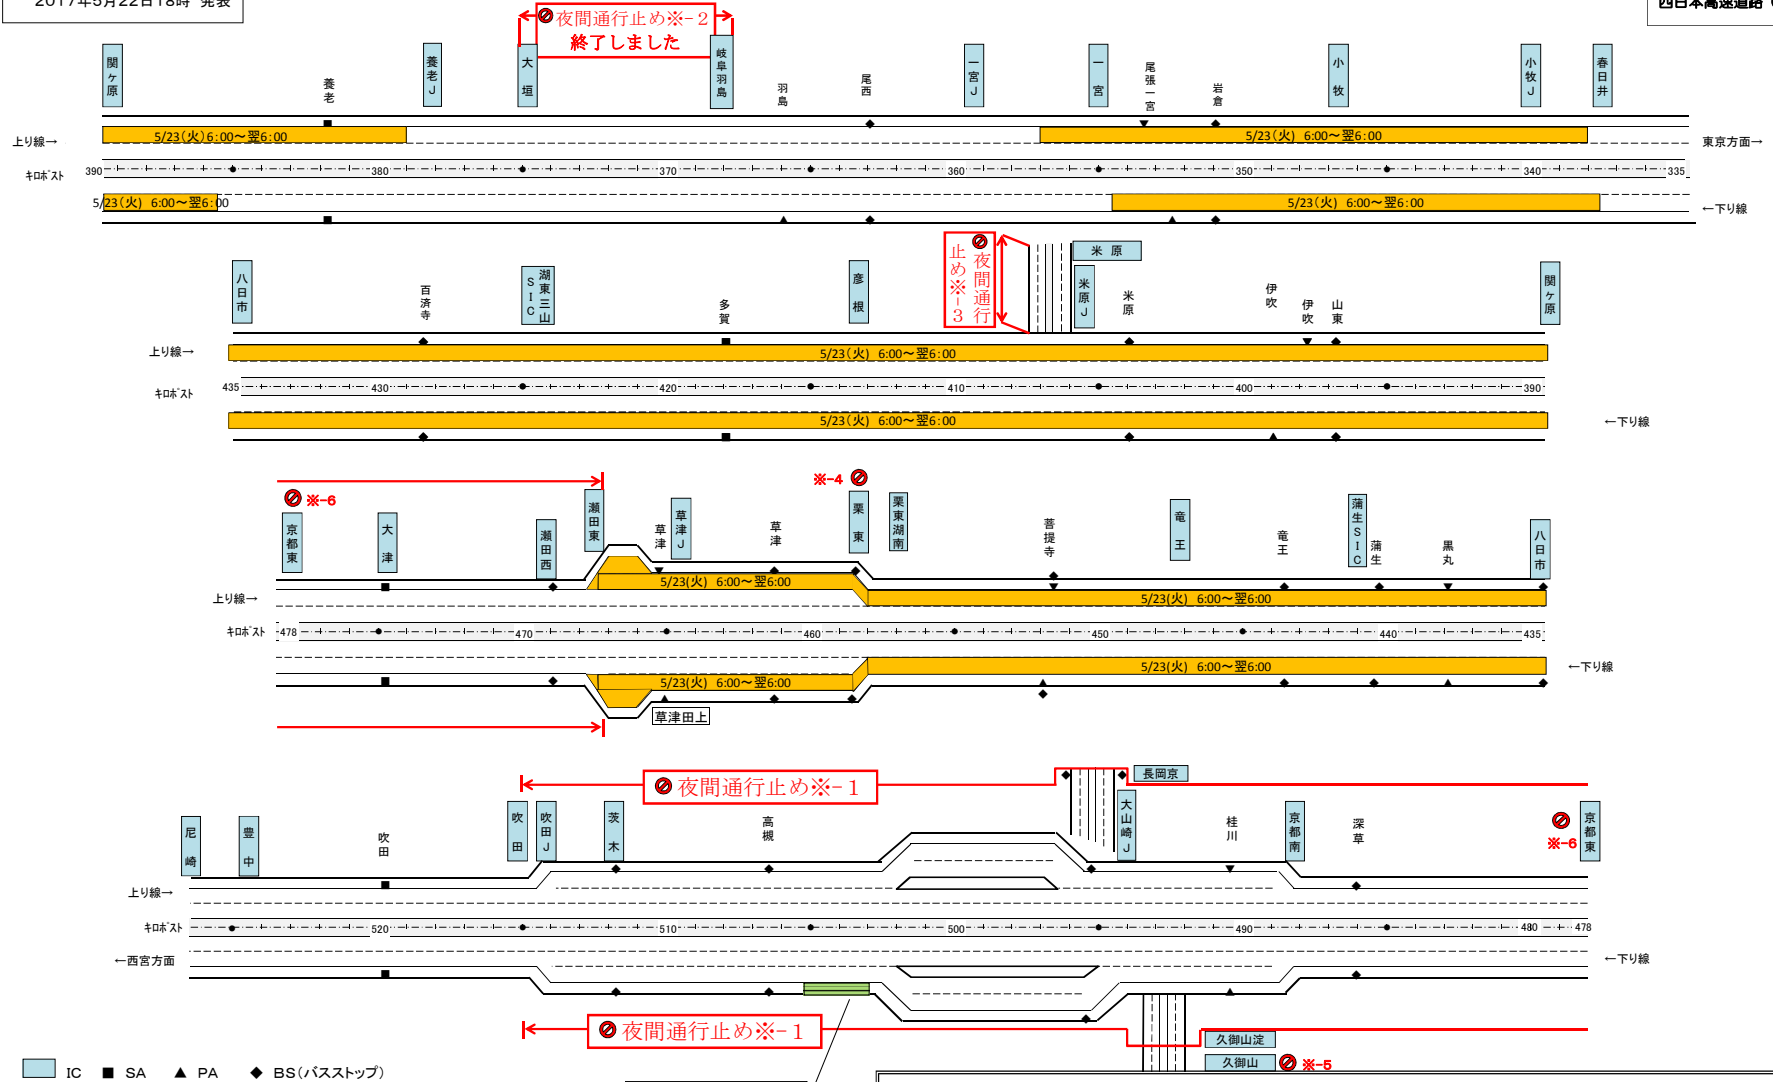 2017年5月22日18時 発表
西日本高速道路
夜間通行止め※-2
終了しました
関ヶ原
養老
養老J
大垣
岐阜羽島
羽島
尾西
一宮J
一宮
尾張一宮
岩倉
小牧
小牧J
春日井
上り線→
5/23(火) 6:00～翌6:00
5/23(火) 6:00～翌6:00
東京方面→
キロポスト
390
380
370
360
350
340
335
5/23(火) 6:00～翌6:00
5/23(火) 6:00～翌6:00
←下り線
八日市
百済寺
湖東三山SIC
多賀
彦根
夜間通行止め※-3
米原
米原J
米原
伊吹
伊吹
山東
関ヶ原
上り線→
5/23(火) 6:00～翌6:00
キロポスト
435
430
420
410
400
390
5/23(火) 6:00～翌6:00
←下り線
※-6
※-4
京都東
大津
瀬田西
瀬田東
草津
草津J
草津
栗東
栗東湖南
菩提寺
竜王
竜王
蒲生SIC
蒲生
黒丸
八日市
上り線→
5/23(火) 6:00～翌6:00
5/23(火) 6:00～翌6:00
キロポスト
478
470
460
450
440
435
5/23(火) 6:00～翌6:00
5/23(火) 6:00～翌6:00
←下り線
草津田上
夜間通行止め※-1
長岡京
尼崎
豊中
吹田
吹田
吹田J
茨木
高槻
大山崎J
桂川
京都南
深草
※-6
京都東
上り線→
キロポスト
520
510
500
490
480
478
←西宮方面
←下り線
夜間通行止め※-1
久御山淀
久御山
※-5
IC ■ SA ▲ PA ◆ BS(バスストップ)